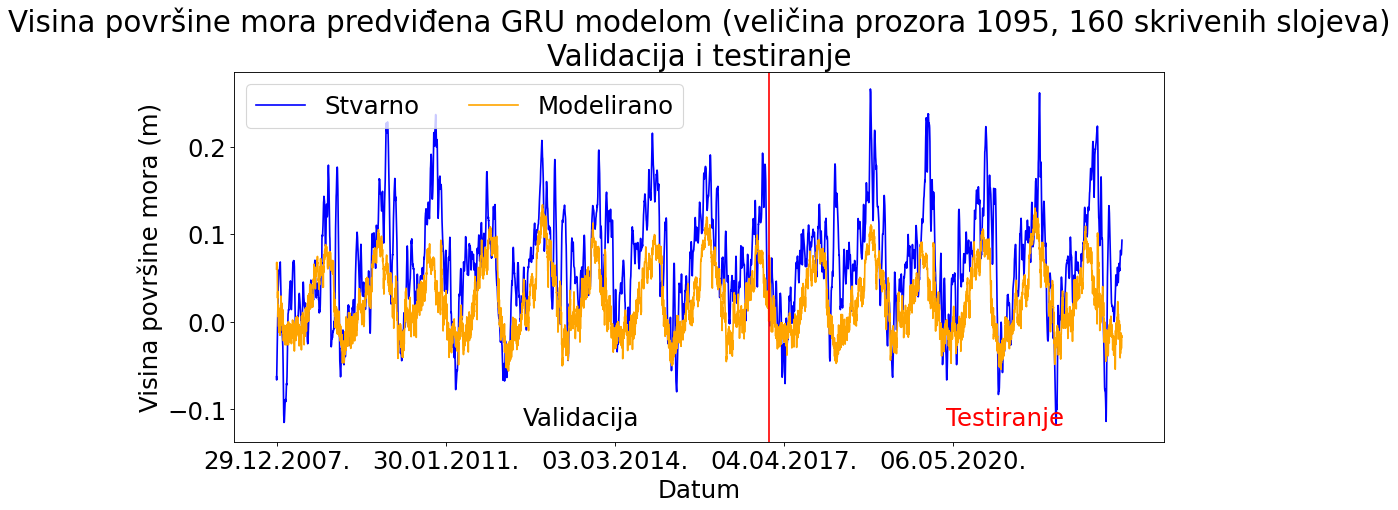 Visina površine mora predviđena GRU modelom (veličina prozora 1095, 160 skrivenih slojeva)
Validacija i testiranje
Stvarno
Modelirano
Visina površine mora (m)
0.2
0.1
0.0
−0.1
Validacija
Testiranje
29.12.2007.
30.01.2011.
03.03.2014.
04.04.2017.
06.05.2020.
Datum